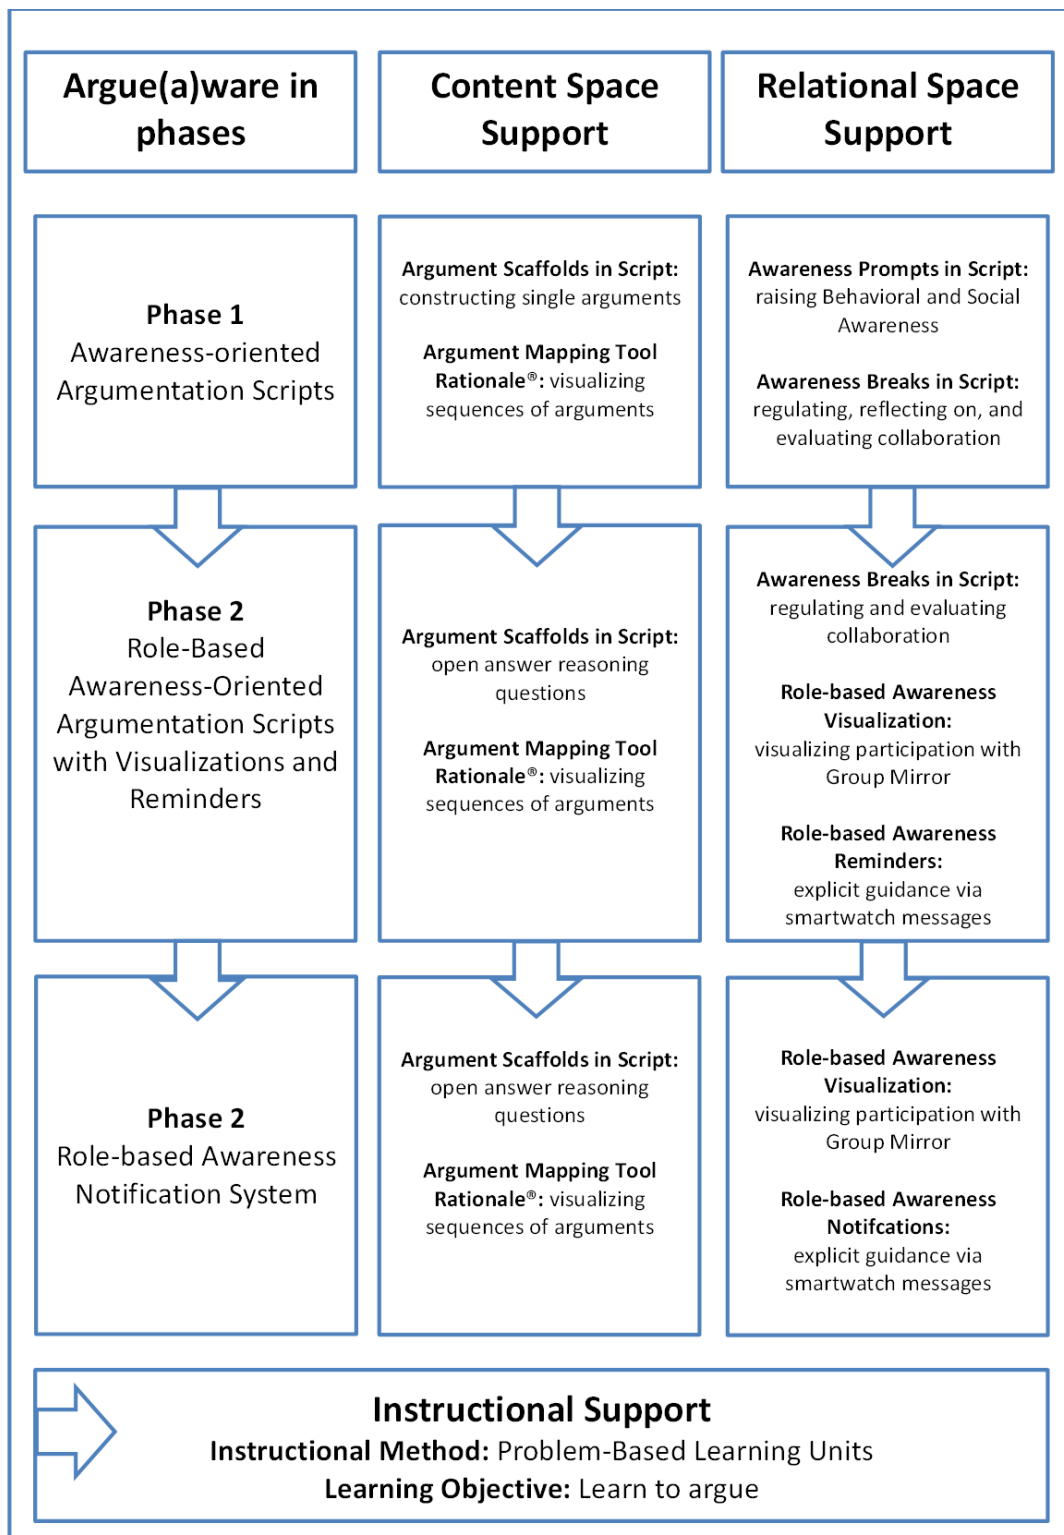 Argue(a)ware in
phases
Content Space
Support
Relational Space
Support
Phase 1
Awareness-oriented
Argumentation Scripts
Argument Scaffolds in Script:
constructing single arguments
Argument Mapping Tool
Rationale®: visualizing
sequences of arguments
Awareness Prompts in Script:
raising Behavioral and Social
Awareness
Awareness Breaks in Script:
regulating, reflecting on, and
evaluating collaboration
Phase 2
Role-Based
Awareness-Oriented
Argumentation Scripts
with Visualizations and
Reminders
Argument Scaffolds in Script:
open answer reasoning
questions
Argument Mapping Tool
Rationale®: visualizing
sequences of arguments
Awareness Breaks in Script:
regulating and evaluating
collaboration
Role-based Awareness
Visualization:
visualizing participation with
Group Mirror
Role-based Awareness
Reminders:
explicit guidance via
smartwatch messages
Phase 2
Role-based Awareness
Notification System
Argument Scaffolds in Script:
open answer reasoning
questions
Argument Mapping Tool
Rationale®: visualizing
sequences of arguments
Role-based Awareness
Visualization:
visualizing participation with
Group Mirror
Role-based Awareness
Notifcations:
explicit guidance via
smartwatch messages
Instructional Support
Instructional Method: Problem-Based Learning Units
Learning Objective: Learn to argue